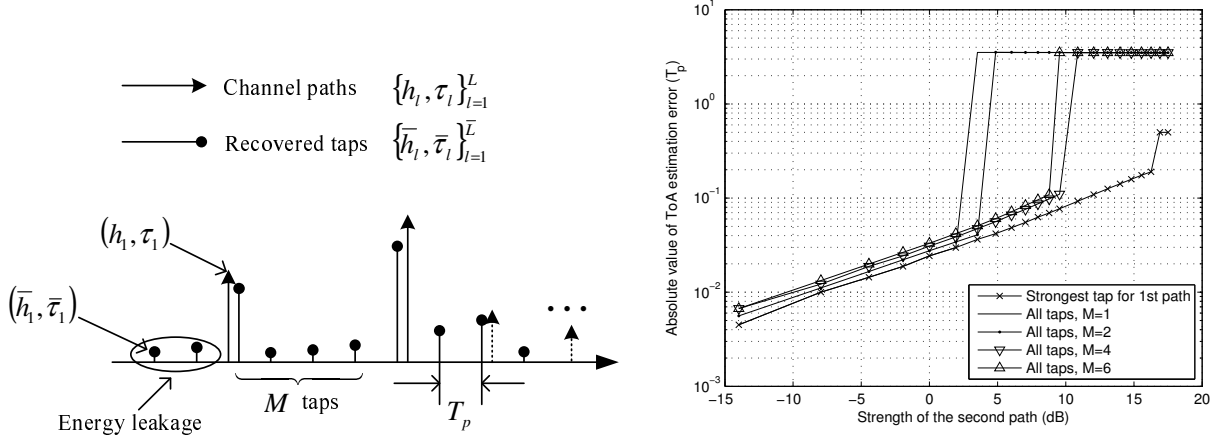 Channel paths {h_l, τ_l}_{l=1}^{L}
Recovered taps {h̄_l, τ̄_l}_{l=1}^{L̄}
(h_1, τ_1)
(h̄_1, τ̄_1)
Energy leakage
M taps
T_p
Absolute value of ToA estimation error (T_p)
10^1
10^0
10^−1
10^−2
10^−3
−15 −10 −5 0 5 10 15 20
Strength of the second path (dB)
Strongest tap for 1st path
All taps, M=1
All taps, M=2
All taps, M=4
All taps, M=6